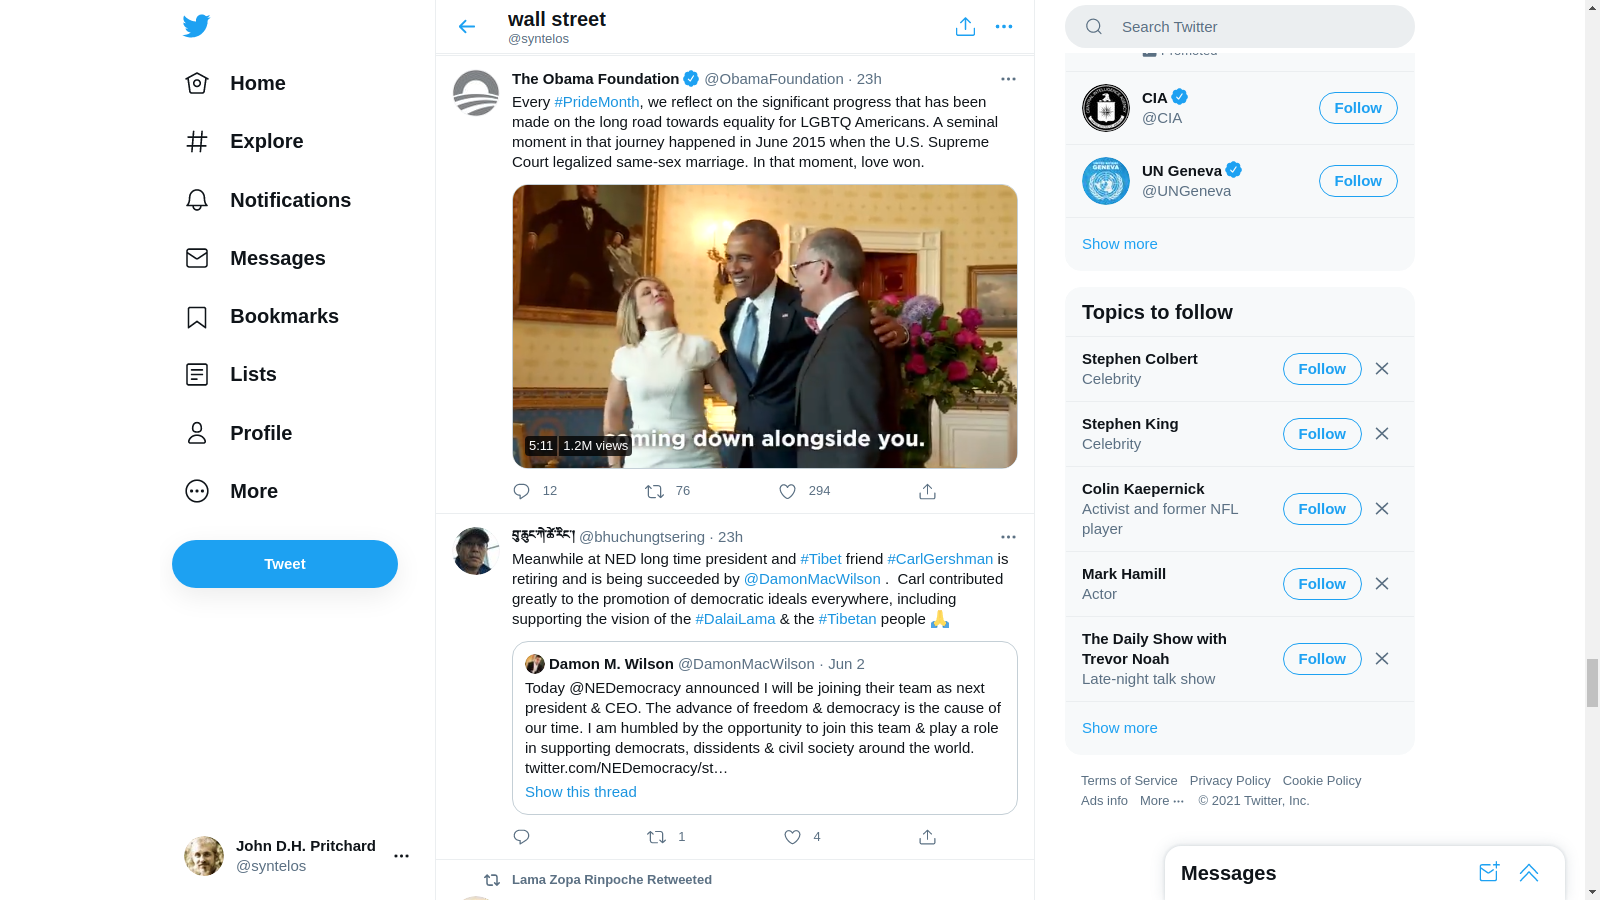 Home
Explore
Notifications
Messages
Bookmarks
Lists
Profile
More
Tweet
John D.H. Pritchard
@syntelos
wall street
@syntelos
The Obama Foundation @ObamaFoundation · 23h
Every #PrideMonth, we reflect on the significant progress that has been
made on the long road towards equality for LGBTQ Americans. A seminal
moment in that journey happened in June 2015 when the U.S. Supreme
Court legalized same-sex marriage. In that moment, love won.
coming down alongside you.
5:11 1.2M views
12 76 294
@bhuchungtsering · 23h
Meanwhile at NED long time president and #Tibet friend #CarlGershman is
retiring and is being succeeded by @DamonMacWilson . Carl contributed
greatly to the promotion of democratic ideals everywhere, including
supporting the vision of the #DalaiLama & the #Tibetan people 🙏
Damon M. Wilson @DamonMacWilson · Jun 2
Today @NEDemocracy announced I will be joining their team as next
president & CEO. The advance of freedom & democracy is the cause of
our time. I am humbled by the opportunity to join this team & play a role
in supporting democrats, dissidents & civil society around the world.
twitter.com/NEDemocracy/st…
Show this thread
1 4
Lama Zopa Rinpoche Retweeted
Search Twitter
Promoted
CIA
@CIA
Follow
UN Geneva
@UNGeneva
Follow
Show more
Topics to follow
Stephen Colbert
Celebrity
Follow
Stephen King
Celebrity
Follow
Colin Kaepernick
Activist and former NFL
player
Follow
Mark Hamill
Actor
Follow
The Daily Show with
Trevor Noah
Late-night talk show
Follow
Show more
Terms of Service Privacy Policy Cookie Policy
Ads info More ··· © 2021 Twitter, Inc.
Messages